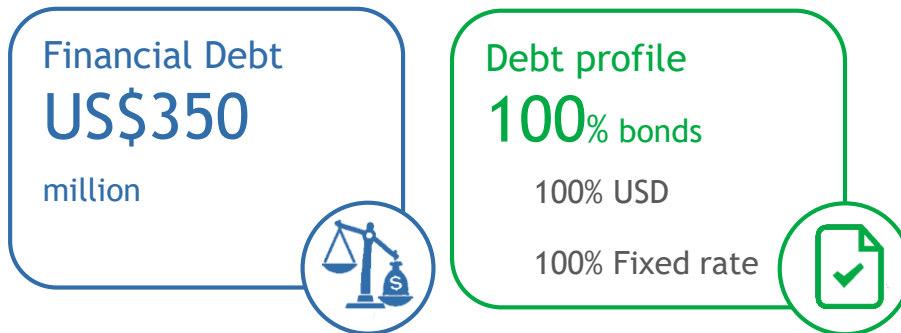 Financial Debt
US$350
million
$
Debt profile
100% bonds
100% USD
100% Fixed rate